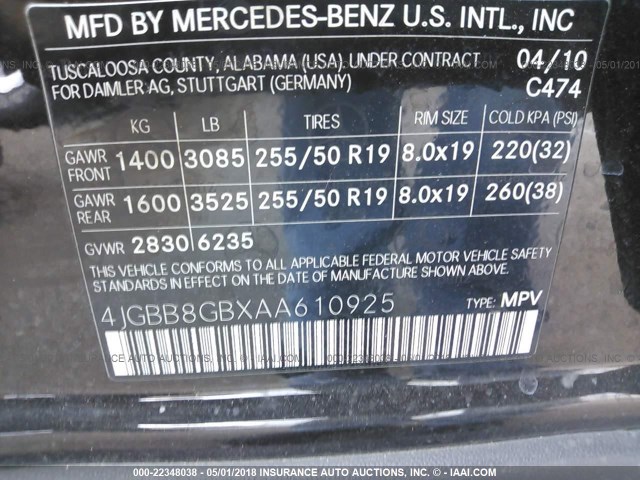 MFD BY MERCEDES-BENZ U.S. INTL., INC
TUSCALOOSA COUNTY, ALABAMA (USA), UNDER CONTRACT 04/10
FOR DAIMLER AG, STUTTGART (GERMANY) C474
KG LB TIRES RIM SIZE COLD KPA (PSI)
GAWR FRONT 1400 3085 255/50 R19 8.0x19 220(32)
GAWR REAR 1600 3525 255/50 R19 8.0x19 260(38)
GVWR 2830 6235
THIS VEHICLE CONFORMS TO ALL APPLICABLE FEDERAL MOTOR VEHICLE SAFETY
STANDARDS IN EFFECT ON THE DATE OF MANUFACTURE SHOWN ABOVE.
4JGBB8GBXAA610925 TYPE: MPV
000-22348038 - 05/01/2018 INSURANCE AUTO AUCTIONS, INC. - © IAAI.COM